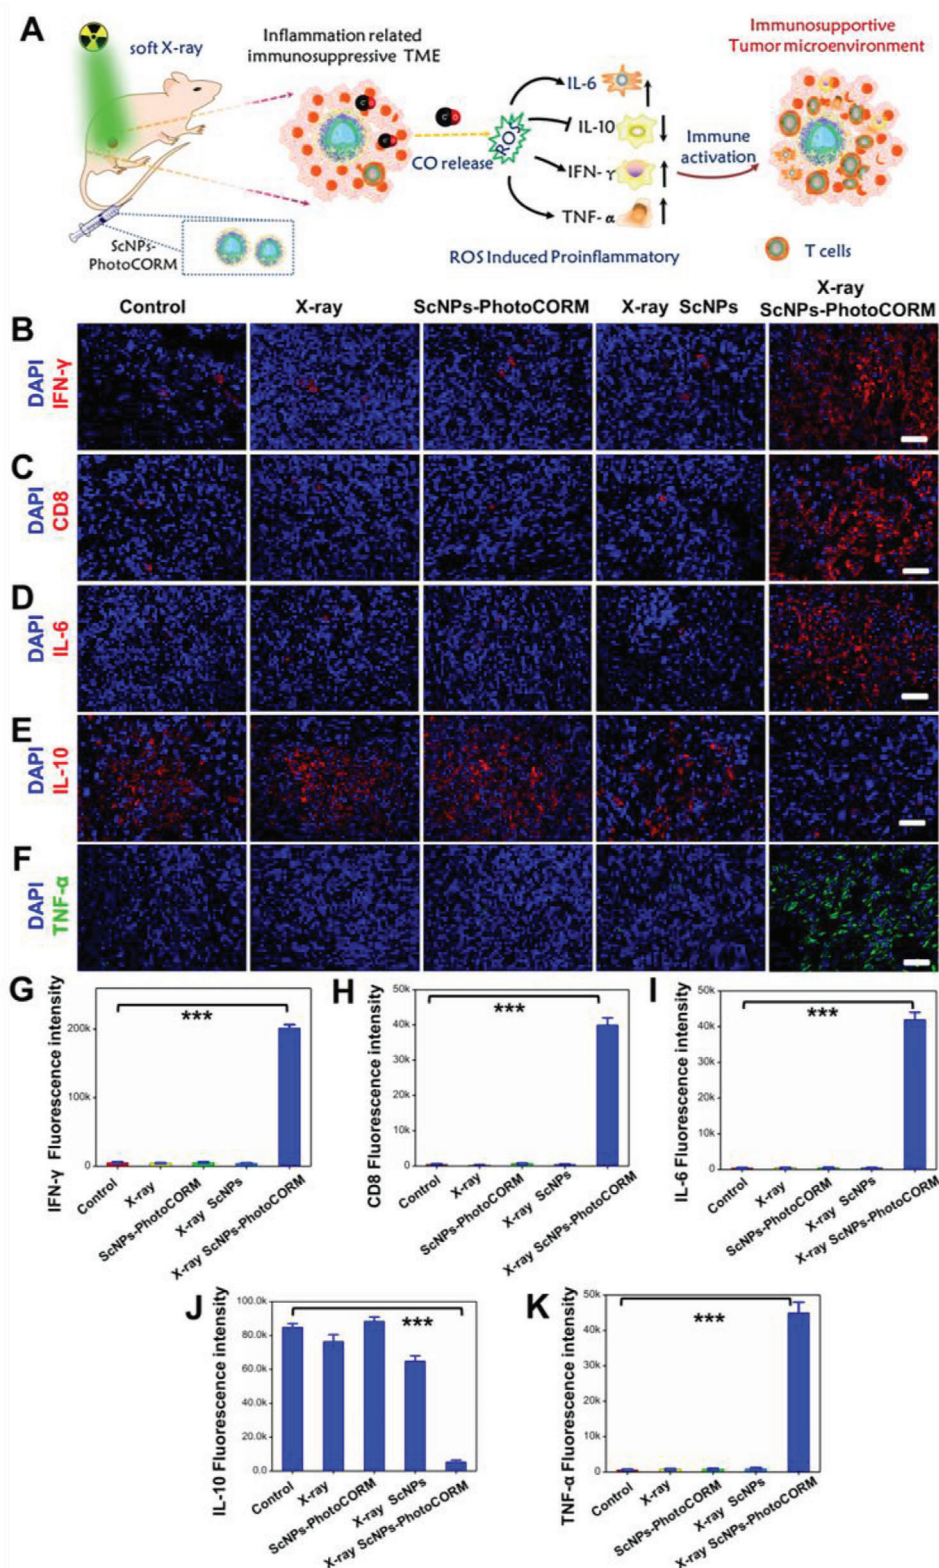 A
soft X-ray
Inflammation related
immunosuppressive TME
Immunosupportive
Tumor microenvironment
ScNPs-
PhotoCORM
CO release
ROS
IL-6
IL-10
IFN-γ
TNF-α
ROS Induced Proinflammatory
Immune
activation
T cells
Control
X-ray
ScNPs-PhotoCORM
X-ray ScNPs
X-ray
ScNPs-PhotoCORM
B
DAPI
IFN-γ
C
DAPI
CD8
D
DAPI
IL-6
E
DAPI
IL-10
F
DAPI
TNF-α
G
IFN-γ Fluorescence intensity
200k
100k
0
***
Control
X-ray
ScNPs-PhotoCORM
X-ray ScNPs
X-ray ScNPs-PhotoCORM
H
CD8 Fluorescence intensity
50k
40k
30k
20k
10k
0
***
Control
X-ray
ScNPs-PhotoCORM
X-ray ScNPs
X-ray ScNPs-PhotoCORM
I
IL-6 Fluorescence intensity
50k
40k
30k
20k
10k
0
***
Control
X-ray
ScNPs-PhotoCORM
X-ray ScNPs
X-ray ScNPs-PhotoCORM
J
IL-10 Fluorescence intensity
100.0k
80.0k
60.0k
40.0k
20.0k
0.0
***
Control
X-ray
ScNPs-PhotoCORM
X-ray ScNPs
X-ray ScNPs-PhotoCORM
K
TNF-α Fluorescence intensity
50k
40k
30k
20k
10k
0
***
Control
X-ray
ScNPs-PhotoCORM
X-ray ScNPs
X-ray ScNPs-PhotoCORM